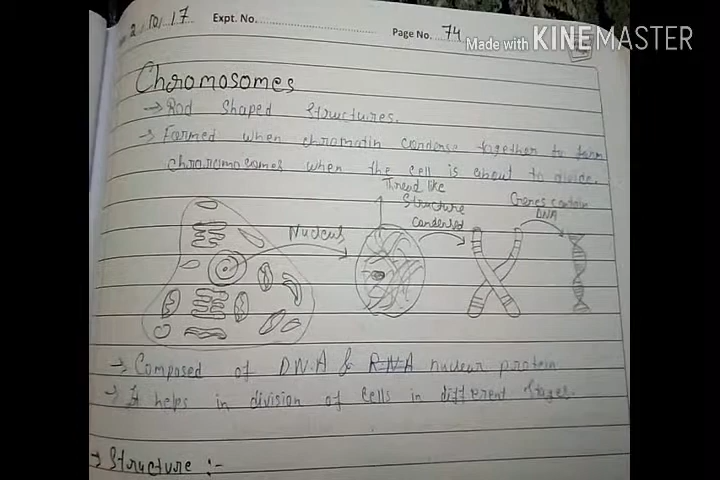 2/10/17 Expt. No. Page No. 74
Made with KINEMASTER
Chromosomes
→ Rod shaped structures.
→ Formed when chromatin condense together to form
chromosomes when the cell is about to divide.
Thread like
Structure
condensed
Genes contain
DNA
Nucleus
→ Composed of DNA & RNA nuclear protein
→ It helps in division of cells in different stages.
→ Structure :-